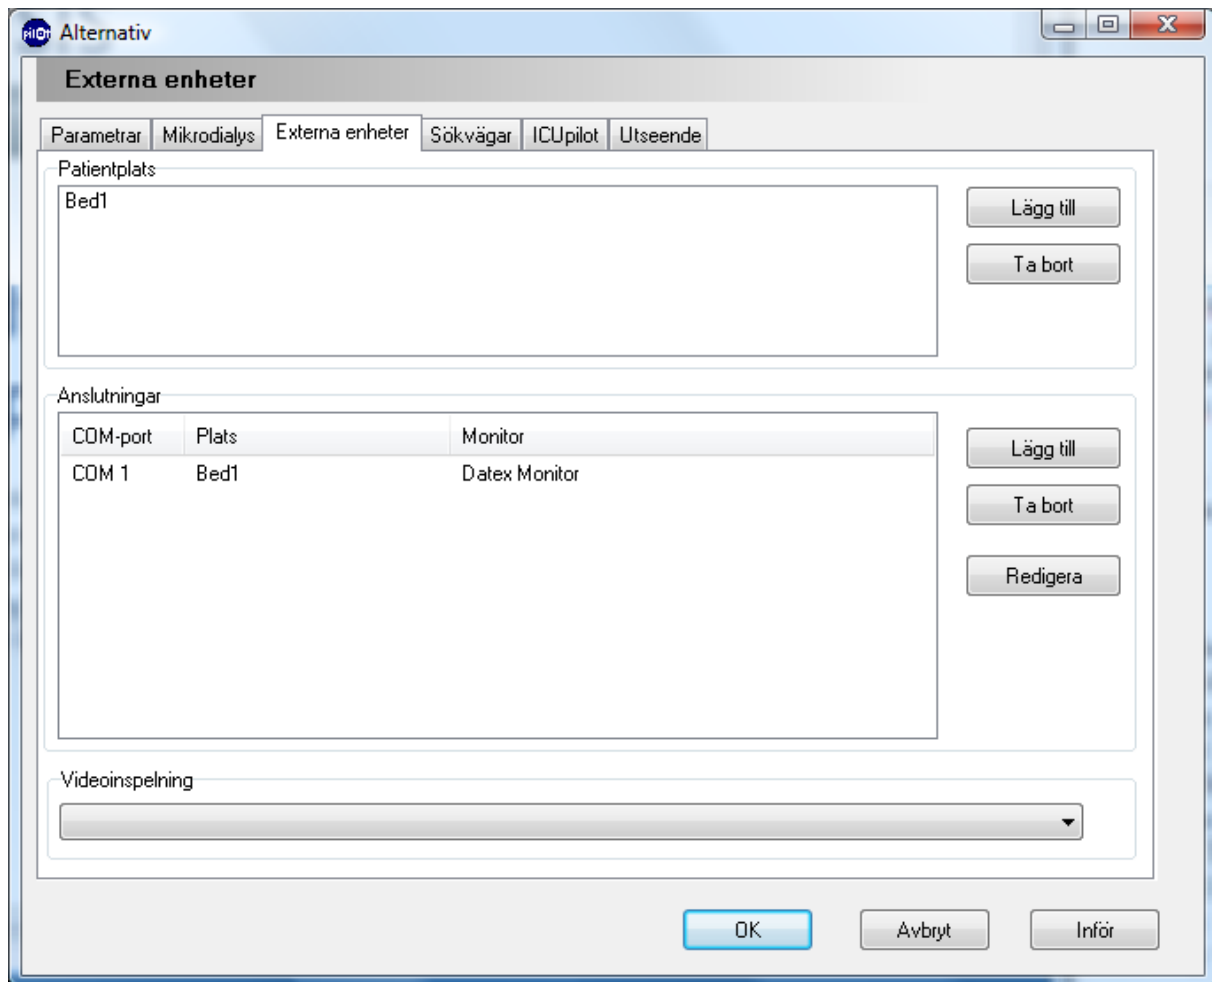 PilOt Alternativ
Externa enheter
Parametrar Mikrodialys Externa enheter Sökvägar ICUpilot Utseende
Patientplats
Bed1
Lägg till
Ta bort
Anslutningar
COM-port Plats Monitor
COM 1 Bed1 Datex Monitor
Lägg till
Ta bort
Redigera
Videoinspelning
OK Avbryt Inför